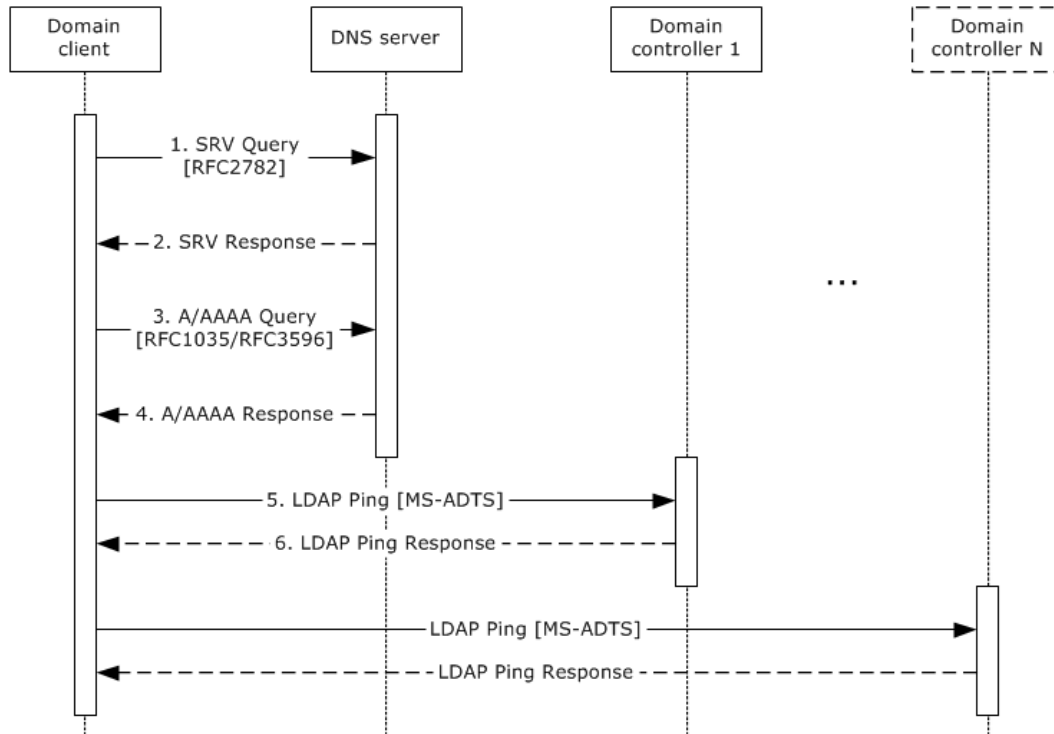 Domain
client
DNS server
Domain
controller 1
Domain
controller N
1. SRV Query
[RFC2782]
2. SRV Response
...
3. A/AAAA Query
[RFC1035/RFC3596]
4. A/AAAA Response
5. LDAP Ping [MS-ADTS]
6. LDAP Ping Response
LDAP Ping [MS-ADTS]
LDAP Ping Response